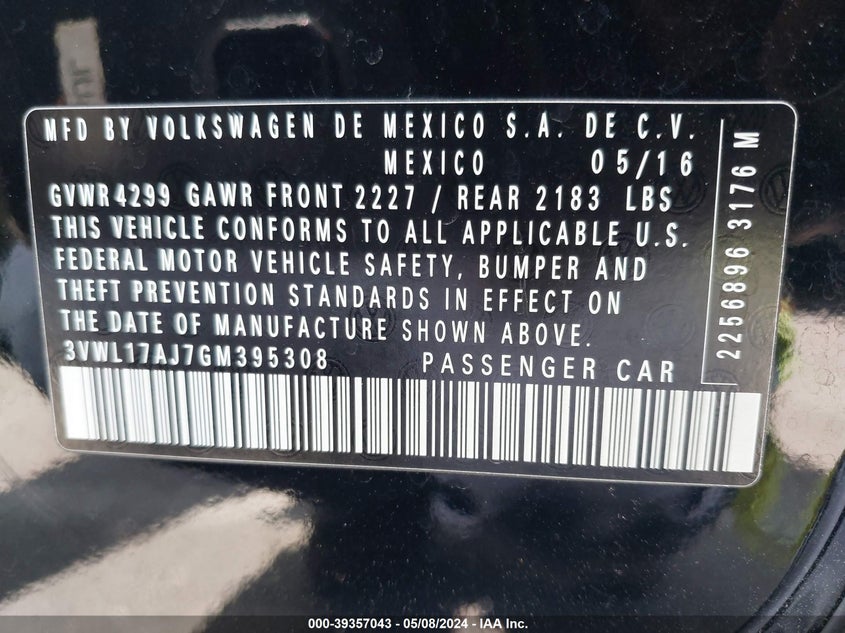 MFD BY VOLKSWAGEN DE MEXICO S.A. DE C.V.
MEXICO 05/16
GVWR 4299 GAWR FRONT 2227 / REAR 2183 LBS
THIS VEHICLE CONFORMS TO ALL APPLICABLE U.S.
FEDERAL MOTOR VEHICLE SAFETY, BUMPER AND
THEFT PREVENTION STANDARDS IN EFFECT ON
THE DATE OF MANUFACTURE SHOWN ABOVE.
3VWL17AJ7GM395308 PASSENGER CAR
2256896 3176 M
000-39357043 - 05/08/2024 - IAA Inc.